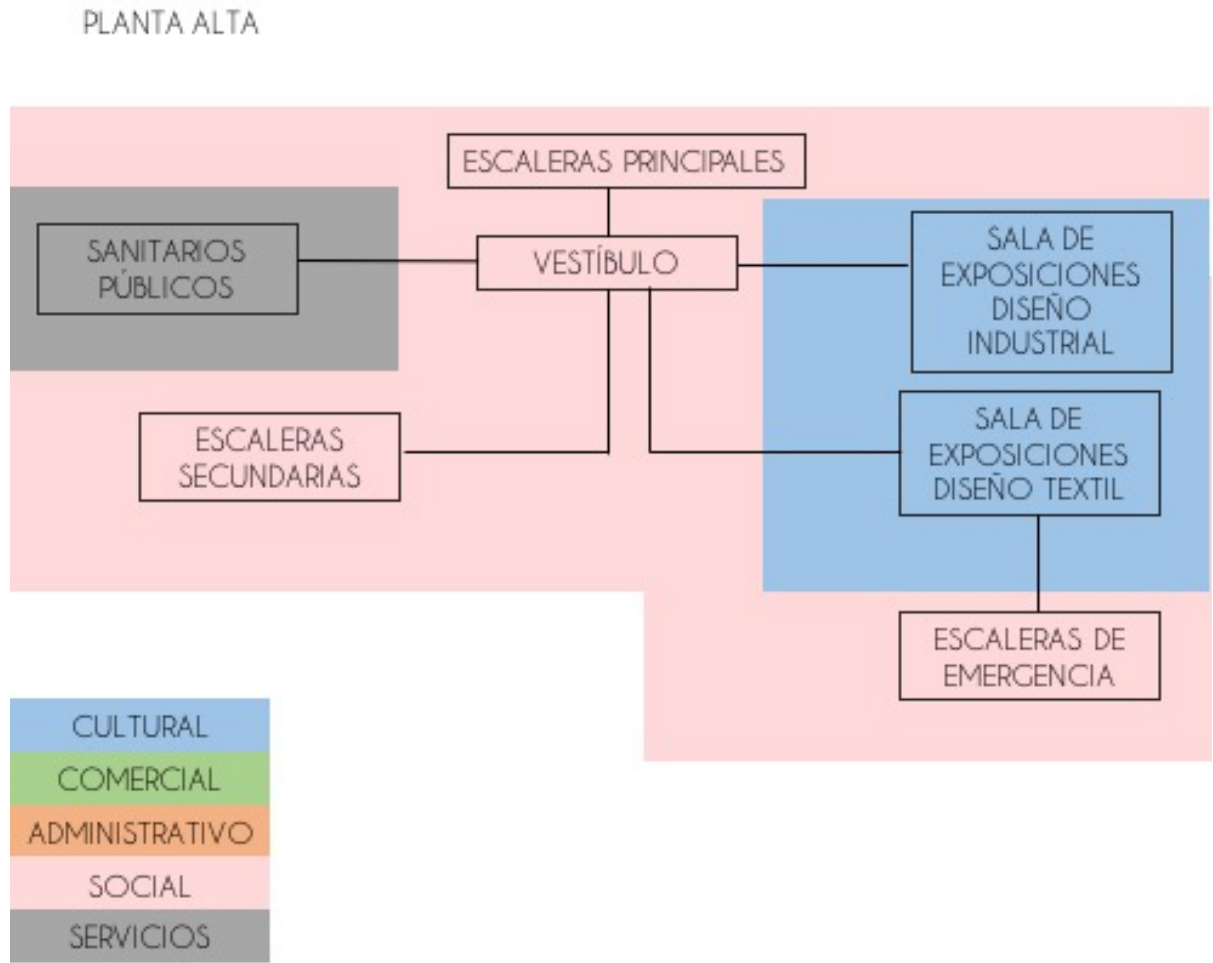 PLANTA ALTA
ESCALERAS PRINCIPALES
SANITARIOS
PÚBLICOS
VESTÍBULO
SALA DE
EXPOSICIONES
DISEÑO
INDUSTRIAL
ESCALERAS
SECUNDARIAS
SALA DE
EXPOSICIONES
DISEÑO TEXTIL
ESCALERAS DE
EMERGENCIA
CULTURAL
COMERCIAL
ADMINISTRATIVO
SOCIAL
SERVICIOS